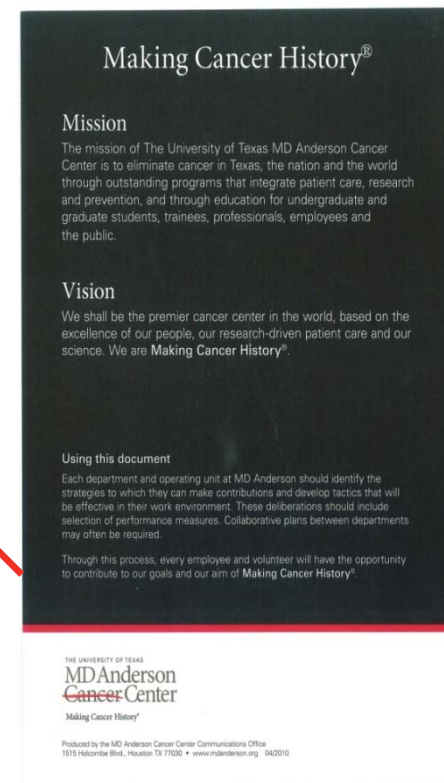 Making Cancer History®
Mission
The mission of The University of Texas MD Anderson Cancer
Center is to eliminate cancer in Texas, the nation and the world
through outstanding programs that integrate patient care, research
and prevention, and through education for undergraduate and
graduate students, trainees, professionals, employees and
the public.
Vision
We shall be the premier cancer center in the world, based on the
excellence of our people, our research-driven patient care and our
science. We are Making Cancer History®.
Using this document
Each department and operating unit at MD Anderson should identify the
strategies to which they can make contributions and develop tactics that will
be effective in their work environment. These deliberations should include
selection of performance measures. Collaborative plans between departments
may often be required.
Through this process, every employee and volunteer will have the opportunity
to contribute to our goals and our aim of Making Cancer History®.
THE UNIVERSITY OF TEXAS
MD Anderson
Cancer Center
Making Cancer History®
Produced by the MD Anderson Cancer Center Communications Office
1515 Holcombe Blvd., Houston TX 77030 • www.mdanderson.org 04/2010